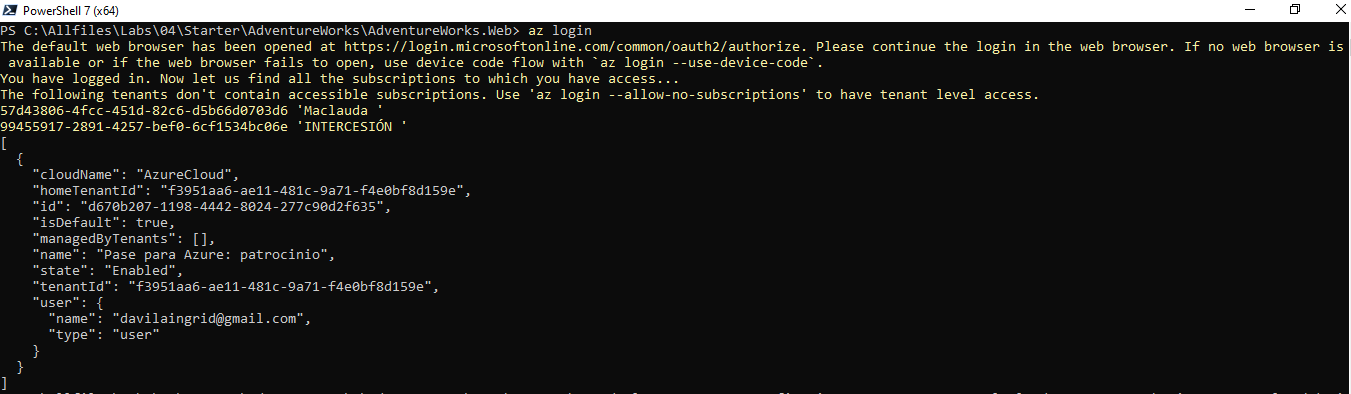 PowerShell 7 (x64)
PS C:\Allfiles\Labs\04\Starter\AdventureWorks\AdventureWorks.Web> az login
The default web browser has been opened at https://login.microsoftonline.com/common/oauth2/authorize. Please continue the login in the web browser. If no web browser is
 available or if the web browser fails to open, use device code flow with `az login --use-device-code`.
You have logged in. Now let us find all the subscriptions to which you have access...
The following tenants don't contain accessible subscriptions. Use 'az login --allow-no-subscriptions' to have tenant level access.
57d43806-4fcc-451d-82c6-d5b66d0703d6 'Maclauda '
99455917-2891-4257-bef0-6cf1534bc06e 'INTERCESIÓN '
[
  {
    "cloudName": "AzureCloud",
    "homeTenantId": "f3951aa6-ae11-481c-9a71-f4e0bf8d159e",
    "id": "d670b207-1198-4442-8024-277c90d2f635",
    "isDefault": true,
    "managedByTenants": [],
    "name": "Pase para Azure: patrocinio",
    "state": "Enabled",
    "tenantId": "f3951aa6-ae11-481c-9a71-f4e0bf8d159e",
    "user": {
      "name": "davilaingrid@gmail.com",
      "type": "user"
    }
  }
]